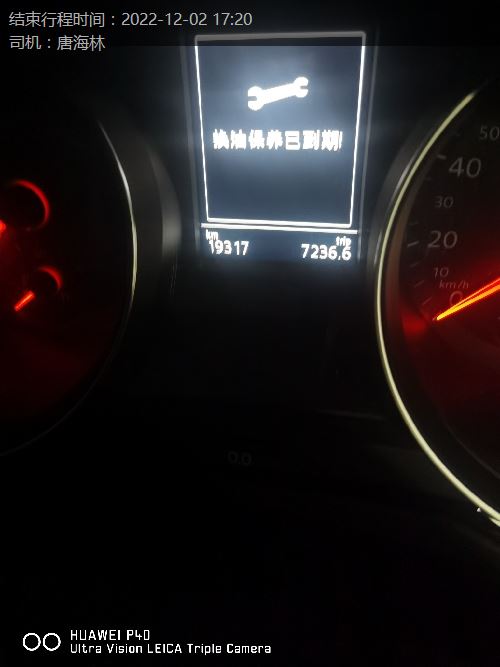 结束行程时间：2022-12-02 17:20
司机：唐海林
换油保养已到期!
km trip
19317 7236.6
50
40
30
20
10
km/h
0
0.0
HUAWEI P40
Ultra Vision LEICA Triple Camera